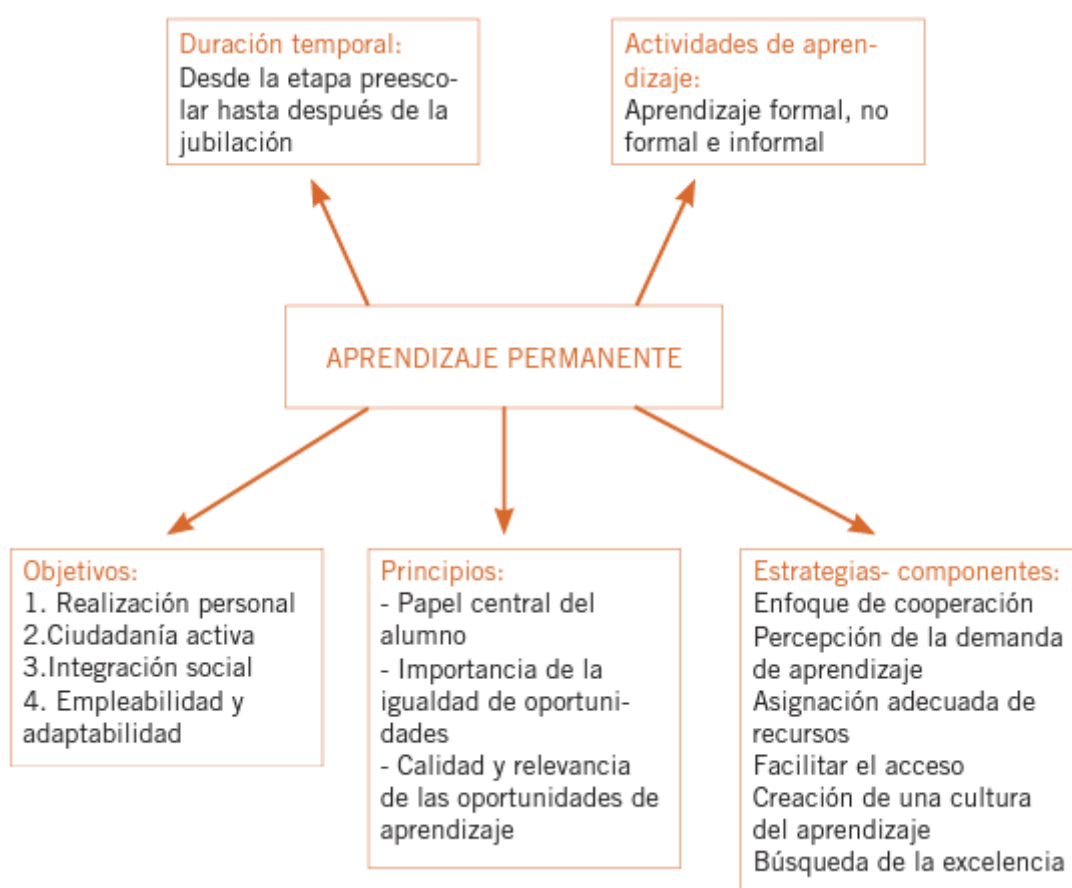 Duración temporal:
Desde la etapa preesco-
lar hasta después de la
jubilación
Actividades de apren-
dizaje:
Aprendizaje formal, no
formal e informal
APRENDIZAJE PERMANENTE
Objetivos:
1. Realización personal
2.Ciudadanía activa
3.Integración social
4. Empleabilidad y
adaptabilidad
Principios:
- Papel central del
alumno
- Importancia de la
igualdad de oportuni-
dades
- Calidad y relevancia
de las oportunidades de
aprendizaje
Estrategias- componentes:
Enfoque de cooperación
Percepción de la demanda
de aprendizaje
Asignación adecuada de
recursos
Facilitar el acceso
Creación de una cultura
del aprendizaje
Búsqueda de la excelencia